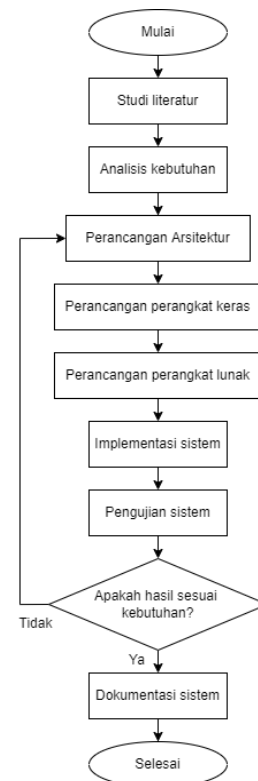 Mulai
Studi literatur
Analisis kebutuhan
Perancangan Arsitektur
Perancangan perangkat keras
Perancangan perangkat lunak
Implementasi sistem
Pengujian sistem
Apakah hasil sesuai
kebutuhan?
Tidak
Ya
Dokumentasi sistem
Selesai